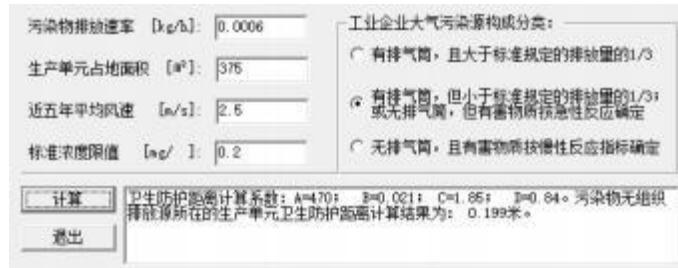 污染物排放速率 [kg/h]: 0.0006
生产单元占地面积 [m²]: 375
近五年平均风速 [m/s]: 2.5
标准浓度限值 [mg/ ]: 0.2
工业企业大气污染源构成分类:
有排气筒，且大于标准规定的排放量的1/3
有排气筒，但小于标准规定的排放量的1/3;
或无排气筒，但有害物质按急性反应确定
无排气筒，且有害物质按慢性反应指标确定
计算
退出
卫生防护距离计算系数: A=470; B=0.021; C=1.85; D=0.84。污染物无组织
排放源所在的生产单元卫生防护距离计算结果为: 0.199米。